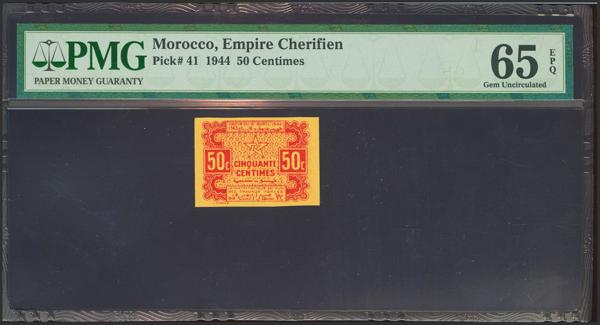 PMG
PAPER MONEY GUARANTY
Morocco, Empire Cherifien
Pick# 41 1944 50 Centimes
65 EPQ
Gem Uncirculated
50c 50c
CINQUANTE
CENTIMES